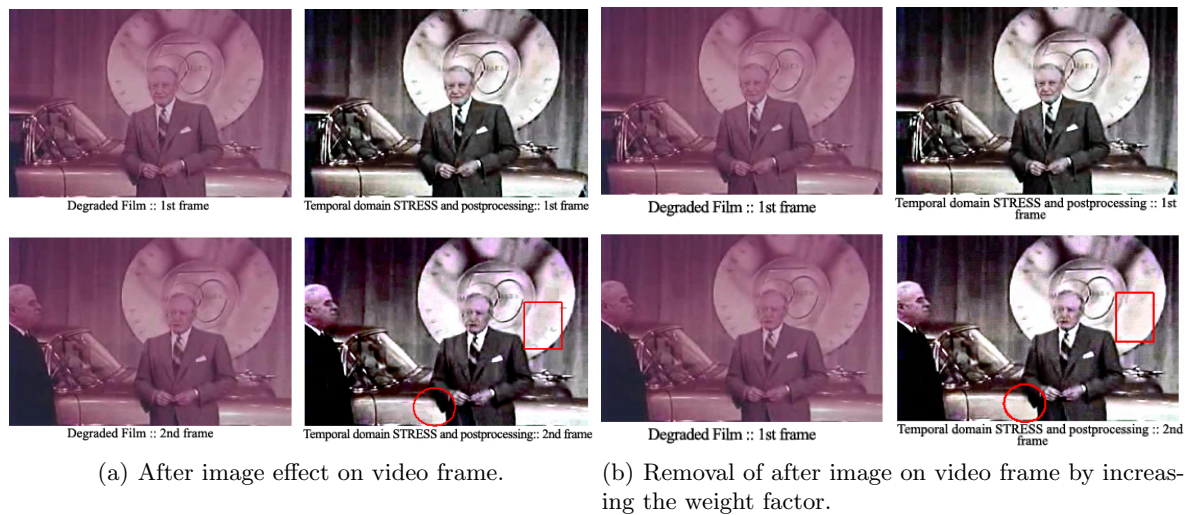 Degraded Film :: 1st frame
Temporal domain STRESS and postprocessing:: 1st frame
Degraded Film :: 2nd frame
Temporal domain STRESS and postprocessing:: 2nd frame
(a) After image effect on video frame.
Degraded Film :: 1st frame
Temporal domain STRESS and postprocessing :: 1st
frame
Degraded Film :: 1st frame
Temporal domain STRESS and postprocessing :: 2nd
frame
(b) Removal of after image on video frame by increas-
ing the weight factor.